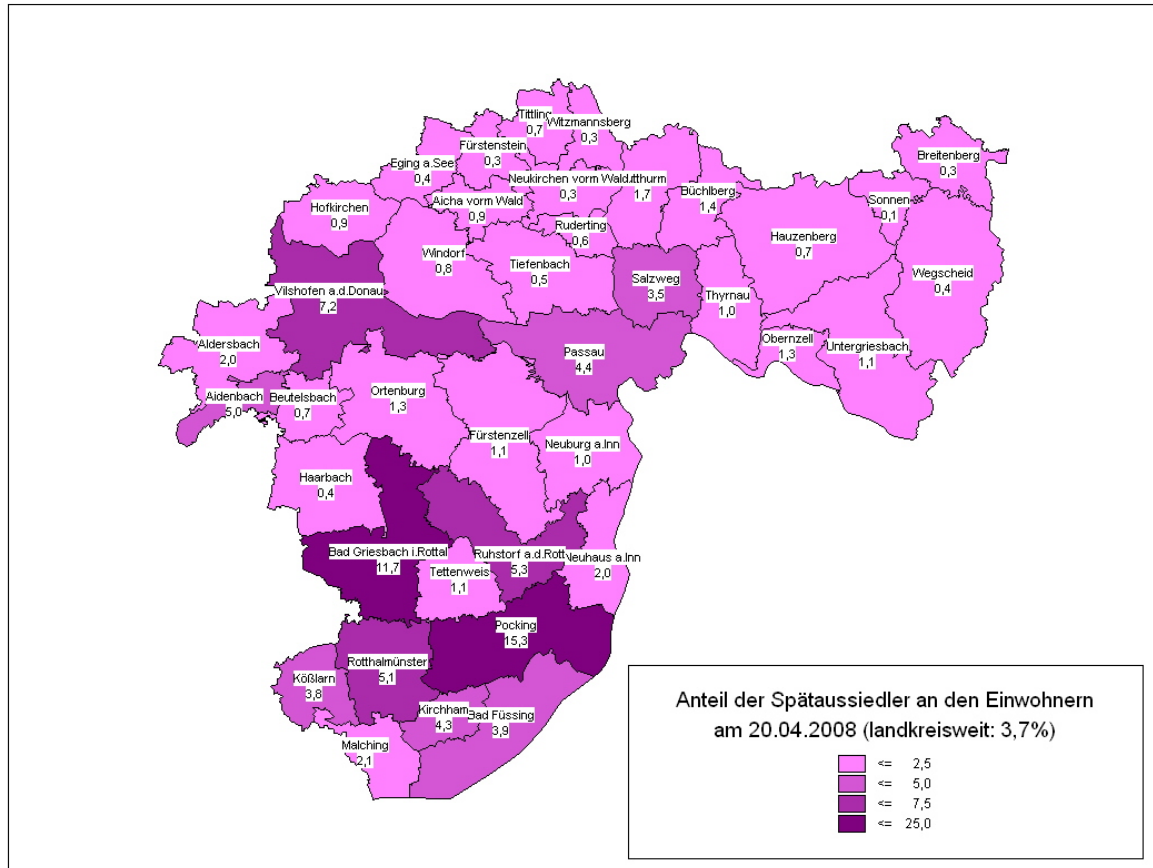 Tittling
0,7
Witzmannsberg
0,3
Fürstenstein
0,3
Eging a.See
0,4
Neukirchen vorm Wald
0,3
utthurm
1,7
Büchlberg
1,4
Breitenberg
0,3
Sonnen
0,1
Aicha vorm Wald
0,9
Hofkirchen
0,9
Ruderting
0,6
Hauzenberg
0,7
Windorf
0,8
Tiefenbach
0,5
Salzweg
3,5
Wegscheid
0,4
Vilshofen a.d.Donau
7,2
Thyrnau
1,0
Aldersbach
2,0
Passau
4,4
Obernzell
1,3
Untergriesbach
1,1
Aidenbach
5,0
Beutelsbach
0,7
Ortenburg
1,3
Fürstenzell
1,1
Neuburg a.Inn
1,0
Haarbach
0,4
Bad Griesbach i.Rottal
11,7
Ruhstorf a.d.Rott
5,3
Neuhaus a.Inn
2,0
Tettenweis
1,1
Pocking
15,3
Rotthalmünster
5,1
Kößlarn
3,8
Kirchham
4,3
Bad Füssing
3,9
Malching
2,1
Anteil der Spätaussiedler an den Einwohnern
am 20.04.2008 (landkreisweit: 3,7%)
<= 2,5
<= 5,0
<= 7,5
<= 25,0